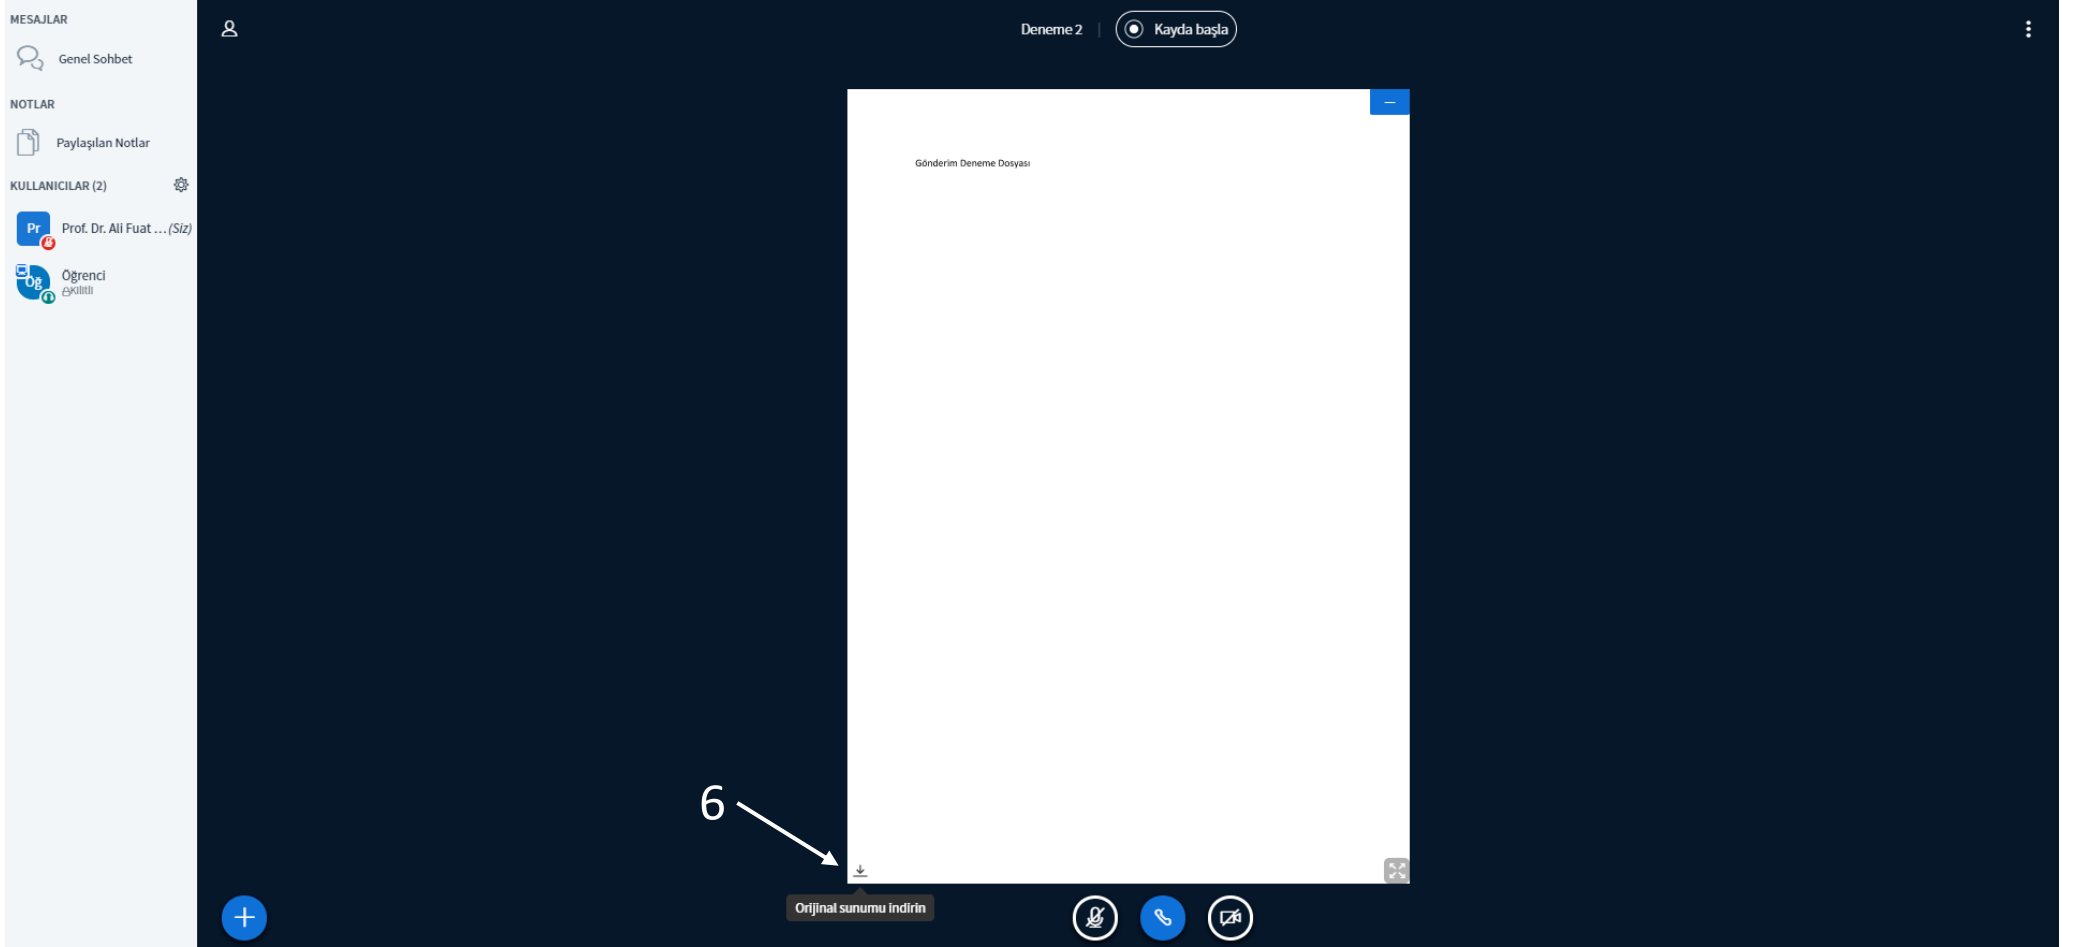 MESAJLAR
Genel Sohbet
NOTLAR
Paylaşılan Notlar
KULLANICILAR (2)
Pr
Prof. Dr. Ali Fuat ... (Siz)
Öğ
Öğrenci
Kilitli
Deneme 2
Kayda başla
Gönderim Deneme Dosyası
6
Orijinal sunumu indirin